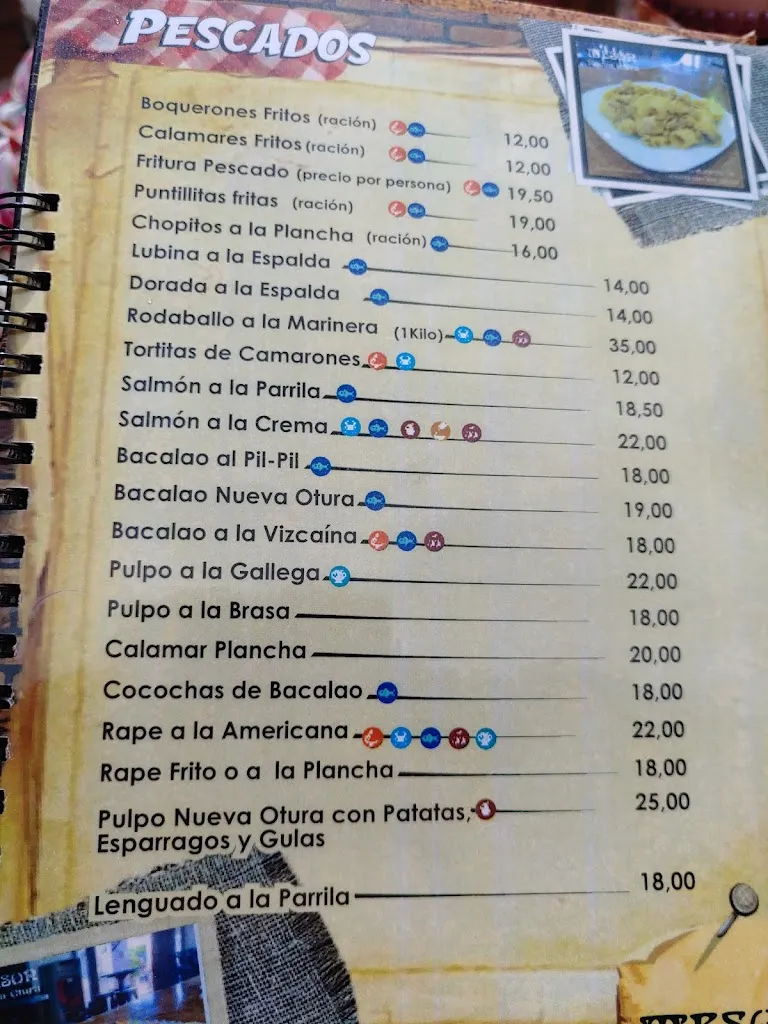 PESCADOS
Boquerones Fritos (ración) 12,00
Calamares Fritos (ración) 12,00
Fritura Pescado (precio por persona) 19,50
Puntillitas fritas (ración) 19,00
Chopitos a la Plancha (ración) 16,00
Lubina a la Espalda 14,00
Dorada a la Espalda 14,00
Rodaballo a la Marinera (1Kilo) 35,00
Tortitas de Camarones 12,00
Salmón a la Parrila 18,50
Salmón a la Crema 22,00
Bacalao al Pil-Pil 18,00
Bacalao Nueva Otura 19,00
Bacalao a la Vizcaína 18,00
Pulpo a la Gallega 22,00
Pulpo a la Brasa 18,00
Calamar Plancha 20,00
Cocochas de Bacalao 18,00
Rape a la Americana 22,00
Rape Frito o a la Plancha 18,00
Pulpo Nueva Otura con Patatas, 25,00
Esparragos y Gulas
Lenguado a la Parrila 18,00